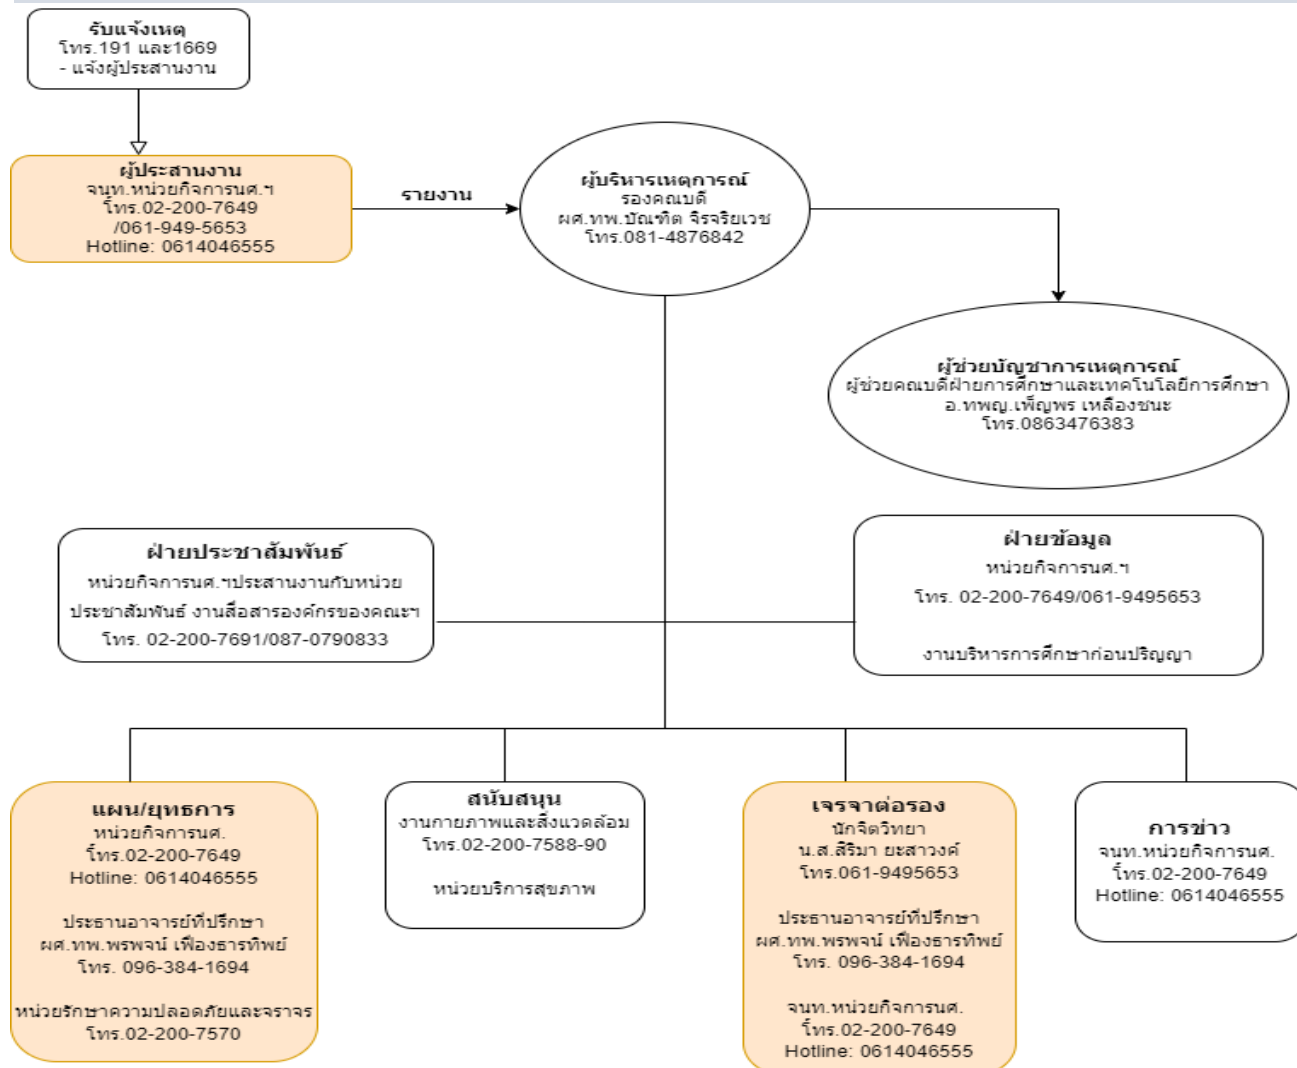 รับแจ้งเหตุ
โทร.191 และ1669
- แจ้งผู้ประสานงาน
ผู้ประสานงาน
จนท.หน่วยกิจการนศ.ฯ
โทร.02-200-7649
/061-949-5653
Hotline: 0614046555
รายงาน
ผู้บริหารเหตุการณ์
รองคณบดี
ผศ.ทพ.บัณฑิต จิรจริยเวช
โทร.081-4876842
ผู้ช่วยบัญชาการเหตุการณ์
ผู้ช่วยคณบดีฝ่ายการศึกษาและเทคโนโลยีการศึกษา
อ.ทพญ.เพ็ญพร เหลืองชนะ
โทร.0863476383
ฝ่ายประชาสัมพันธ์
หน่วยกิจการนศ.ฯประสานงานกับหน่วย
ประชาสัมพันธ์ งานสื่อสารองค์กรของคณะฯ
โทร. 02-200-7691/087-0790833
ฝ่ายข้อมูล
หน่วยกิจการนศ.ฯ
โทร. 02-200-7649/061-9495653
งานบริหารการศึกษาก่อนปริญญา
แผน/ยุทธการ
หน่วยกิจการนศ.
โทร.02-200-7649
Hotline: 0614046555
ประธานอาจารย์ที่ปรึกษา
ผศ.ทพ.พรพจน์ เฟื่องธารทิพย์
โทร. 096-384-1694
หน่วยรักษาความปลอดภัยและจราจร
โทร.02-200-7570
สนับสนุน
งานกายภาพและสิ่งแวดล้อม
โทร.02-200-7588-90
หน่วยบริการสุขภาพ
เจรจาต่อรอง
นักจิตวิทยา
น.ส.สิริมา ยะสาวงค์
โทร.061-9495653
ประธานอาจารย์ที่ปรึกษา
ผศ.ทพ.พรพจน์ เฟื่องธารทิพย์
โทร. 096-384-1694
จนท.หน่วยกิจการนศ.
โทร.02-200-7649
Hotline: 0614046555
การข่าว
จนท.หน่วยกิจการนศ.
โทร.02-200-7649
Hotline: 0614046555